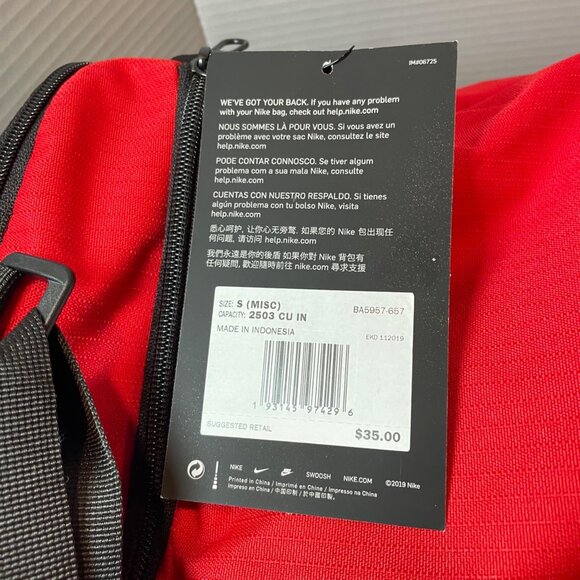 IM#06725
WE'VE GOT YOUR BACK. If you have any problem
with your Nike bag, check out help.nike.com
NOUS SOMMES LÀ POUR VOUS. Si vous avez un
problème avec votre sac Nike, consultez
help.nike.com
PODE CONTAR CONNOSCO. Se tiver algum
problema com a sua mala Nike, consulte
help.nike.com
CUENTAS CON NUESTRO RESPALDO. Si tienes
algún problema con tu bolso Nike, visita
help.nike.com
悉心呵护, 让你心无旁骛. 如果您的 Nike 包出现任
何问题, 请访问 help.nike.com
我們永遠是你的後盾 如果你對 Nike 背包有
任何疑問, 歡迎隨時前往 nike.com 尋求支援
SIZE: S (MISC) BA5957-657
CAPACITY: 2503 CU IN
MADE IN INDONESIA EKD 112019
1 93145 97429 6
SUGGESTED RETAIL $35.00
NIKE SWOOSH NIKE.COM
Printed in China / Imprimé en Chine / Impresso na China
Impreso en China /中国印制 / 於中國印製 ©2019 Nike